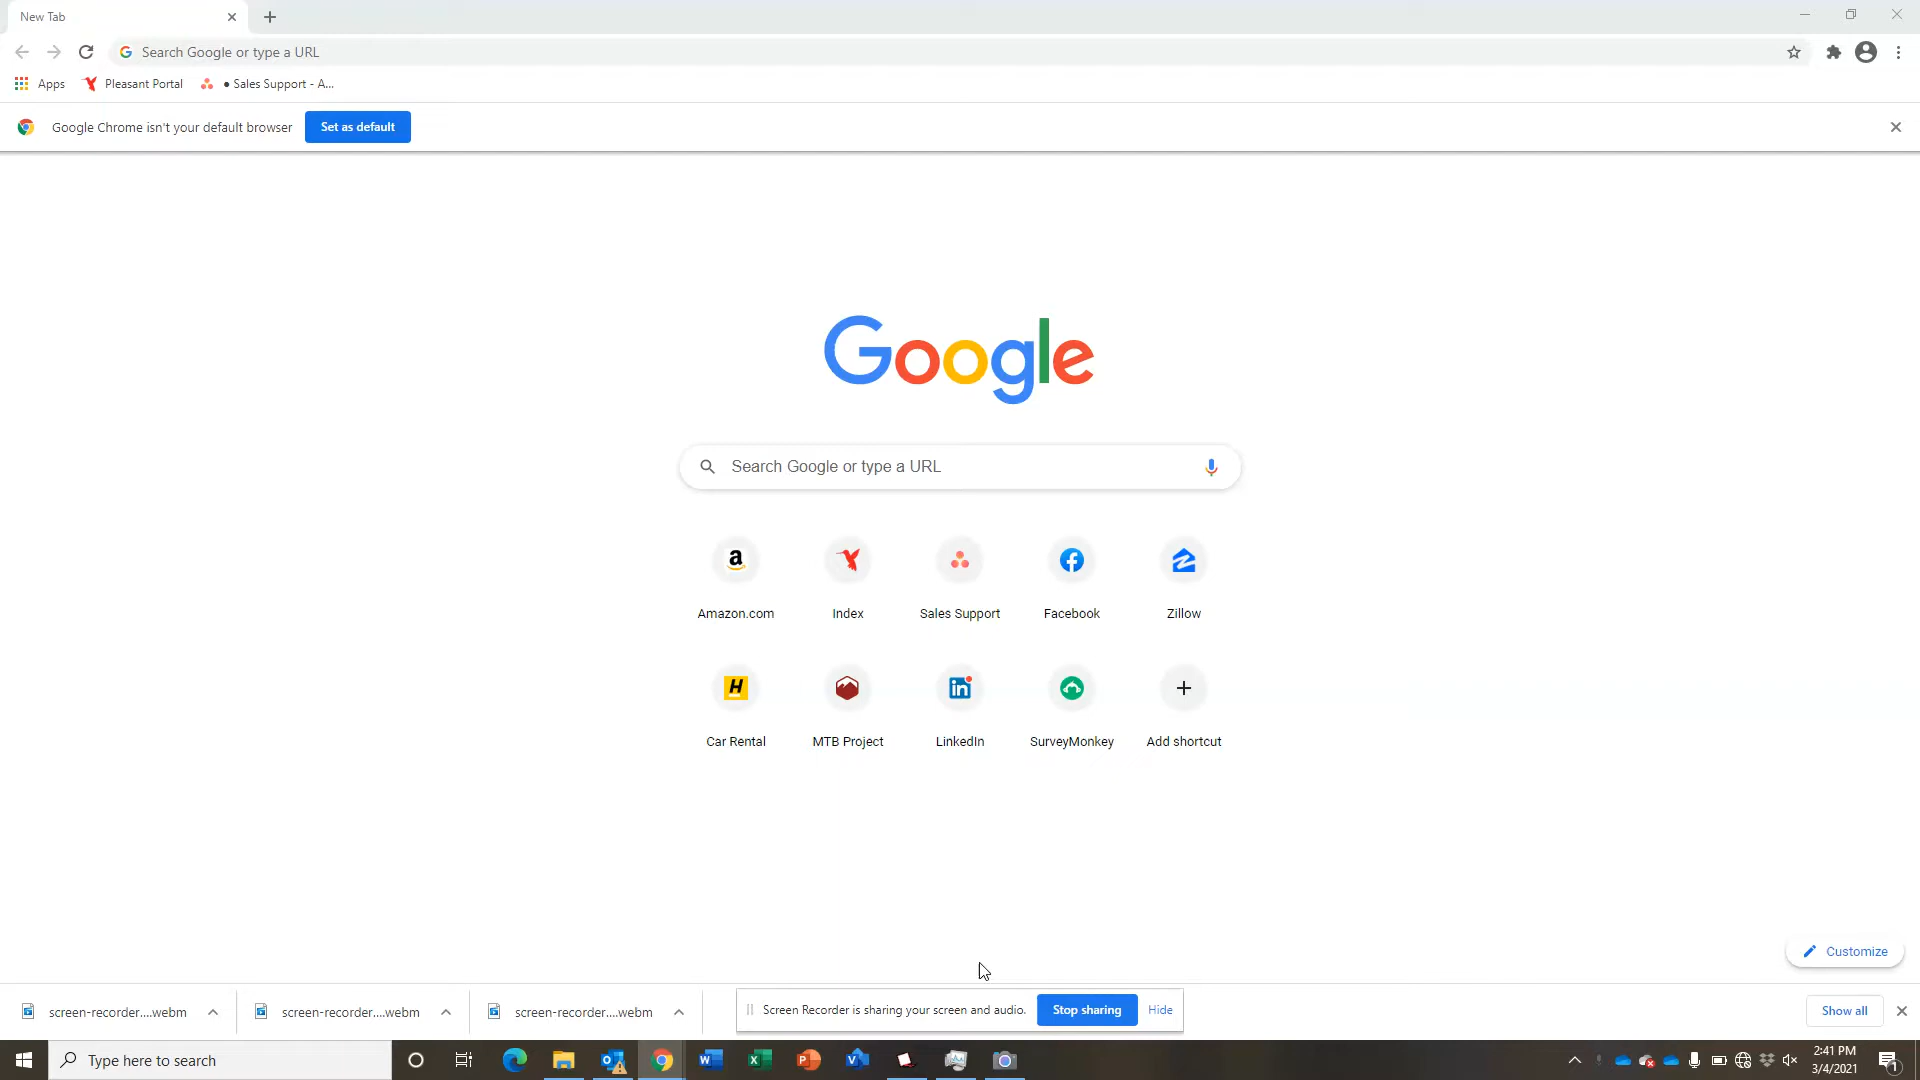 New Tab
Search Google or type a URL
Apps
Pleasant Portal
• Sales Support - A...
Google Chrome isn't your default browser
Set as default
Google
Search Google or type a URL
Amazon.com
Index
Sales Support
Facebook
Zillow
Car Rental
MTB Project
LinkedIn
SurveyMonkey
Add shortcut
Customize
screen-recorder....webm
screen-recorder....webm
screen-recorder....webm
Screen Recorder is sharing your screen and audio.
Stop sharing
Hide
Show all
Type here to search
2:41 PM
3/4/2021
1